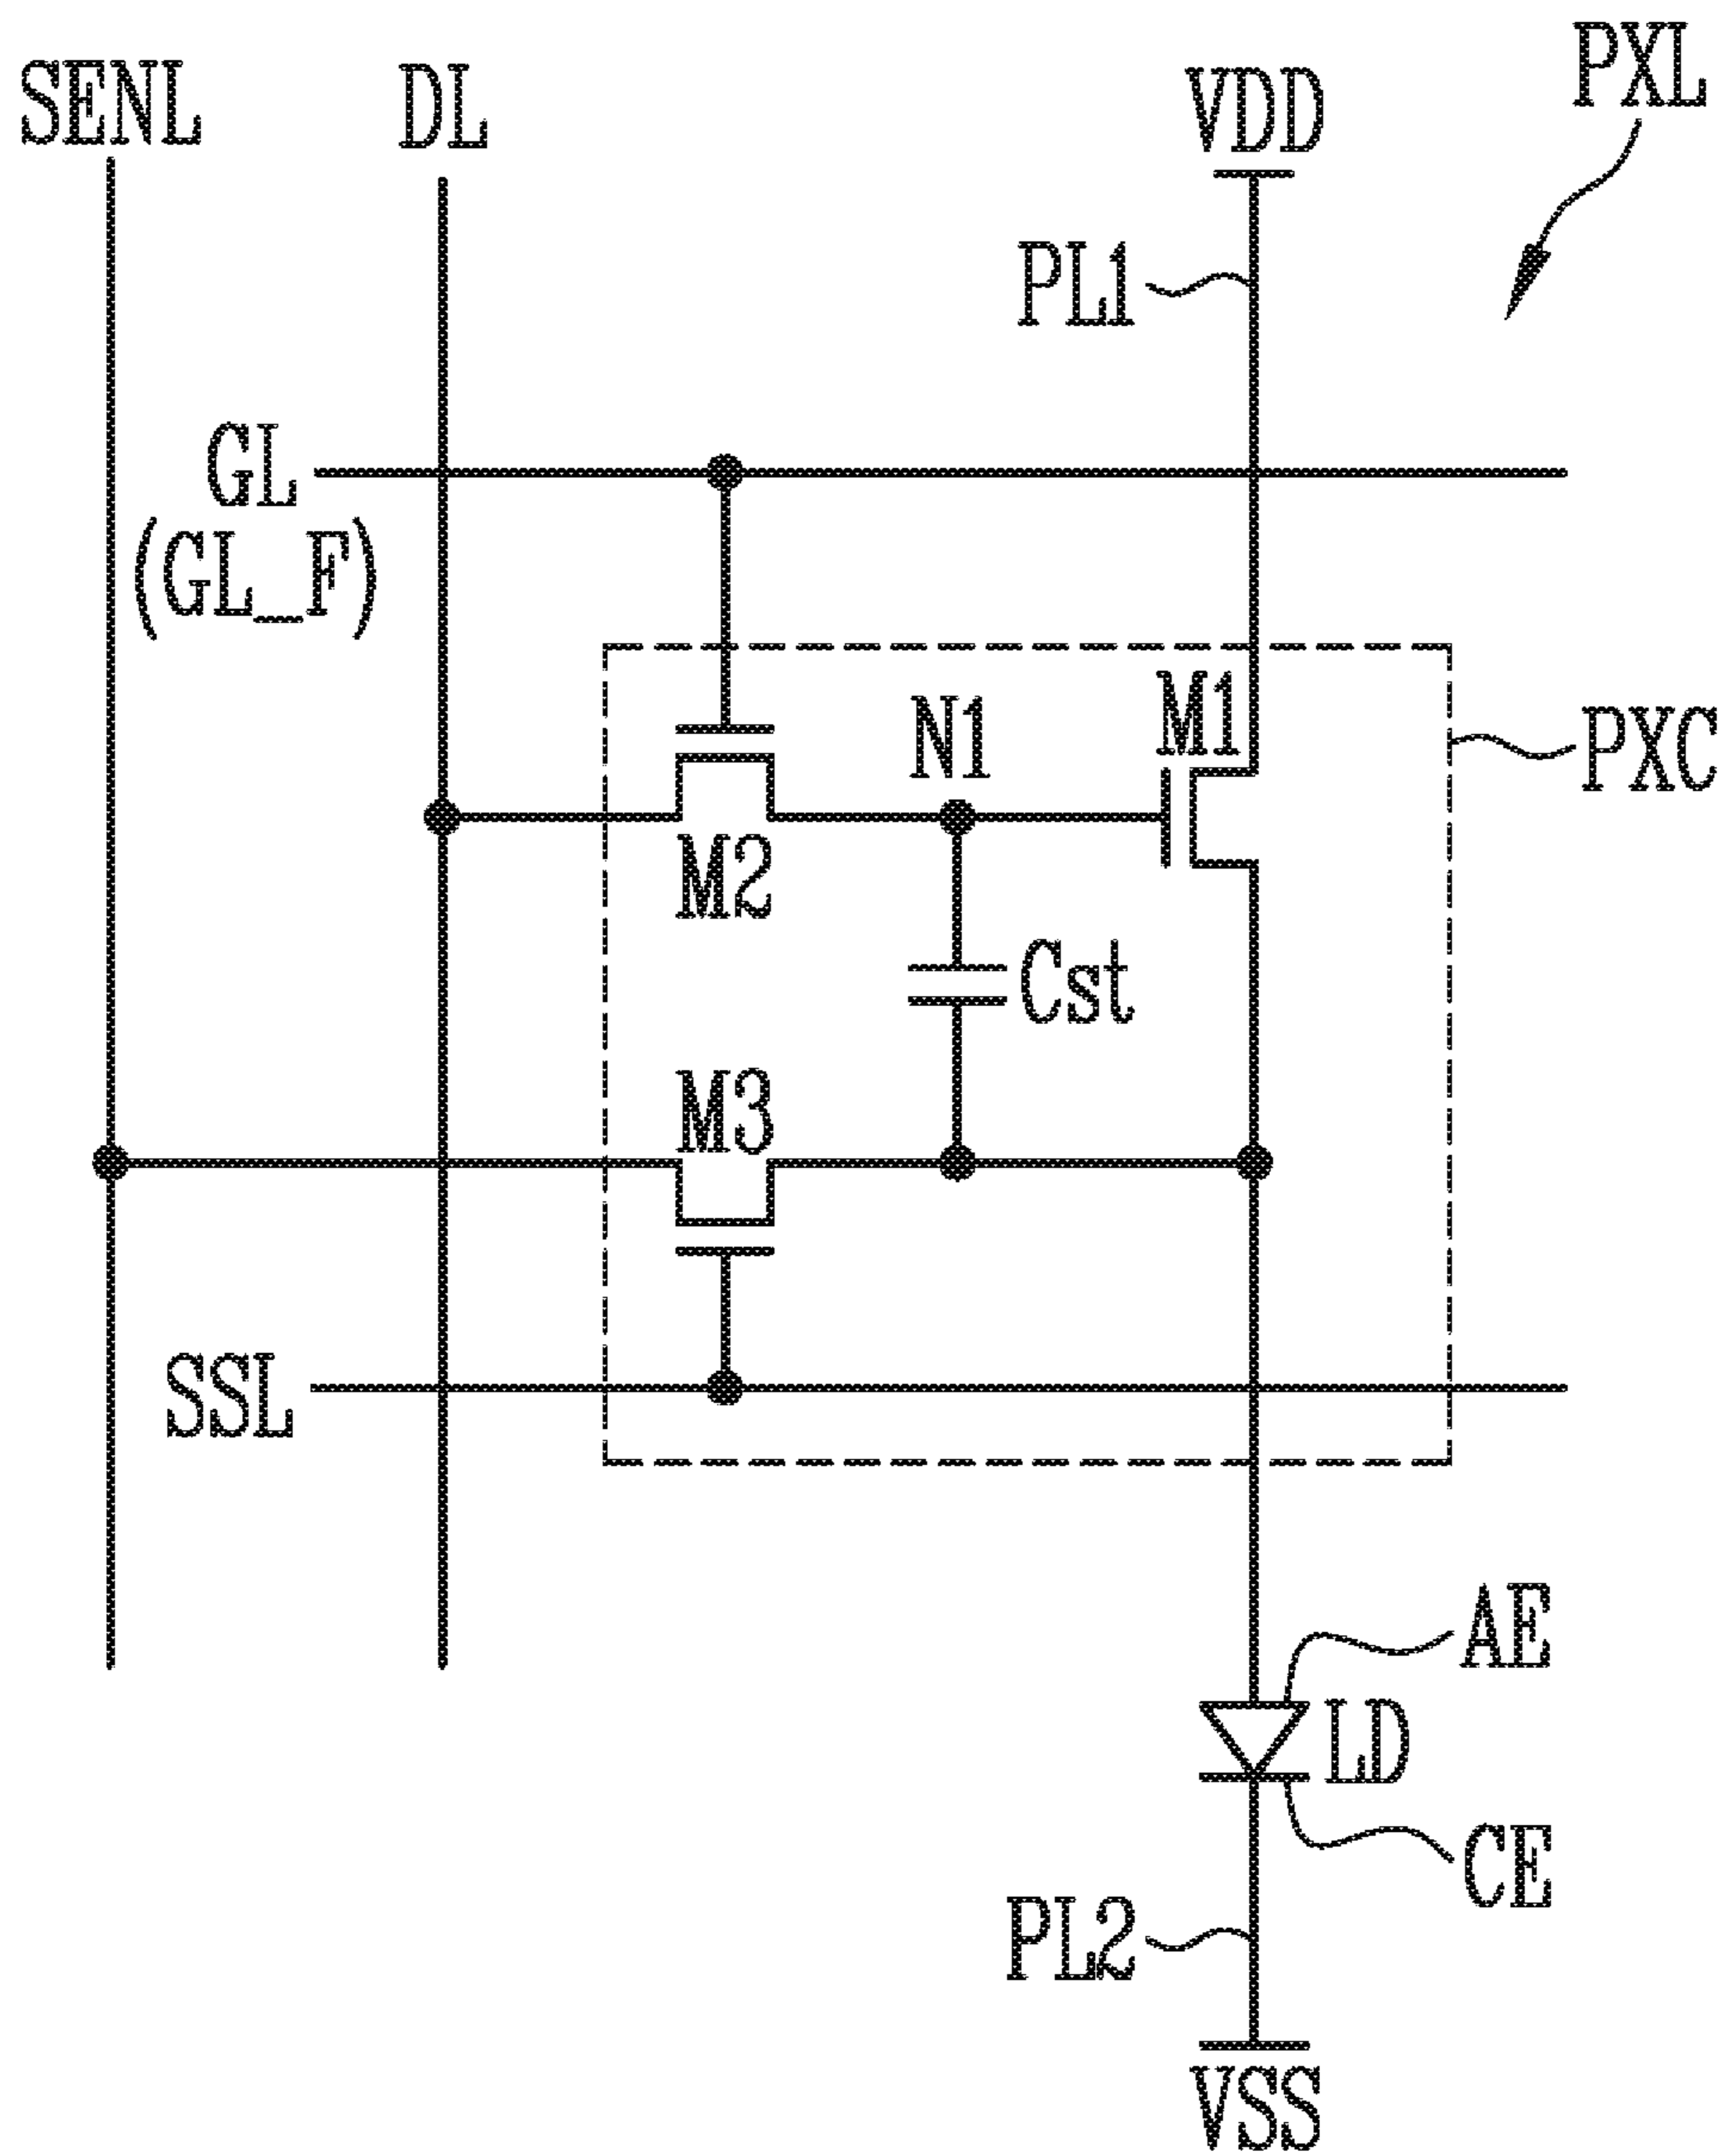 SENL
DL
VDD
PXL
PL1
GL
(GL_F)
M1
N1
PXC
M2
Cst
M3
SSL
AE
LD
CE
PL2
VSS